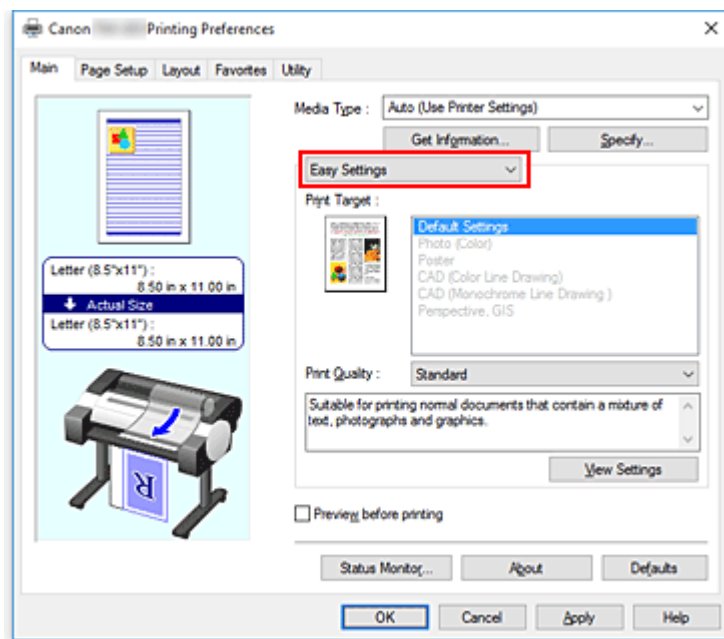 Canon Printing Preferences
Main Page Setup Layout Favorites Utility
Media Type : Auto (Use Printer Settings)
Get Information... Specify...
Easy Settings
Print Target :
Default Settings
Photo (Color)
Poster
CAD (Color Line Drawing)
CAD (Monochrome Line Drawing )
Perspective, GIS
Letter (8.5"x11") :
8.50 in x 11.00 in
Actual Size
Letter (8.5"x11") :
8.50 in x 11.00 in
Print Quality : Standard
Suitable for printing normal documents that contain a mixture of
text, photographs and graphics.
View Settings
R
Preview before printing
Status Monitor... About Defaults
OK Cancel Apply Help